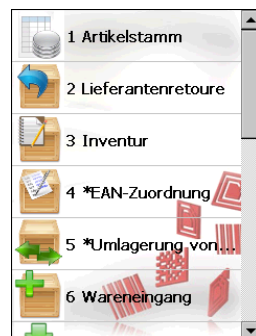 1 Artikelstamm
2 Lieferantenretoure
3 Inventur
4 *EAN-Zuordnung
5 *Umlagerung von...
6 Wareneingang